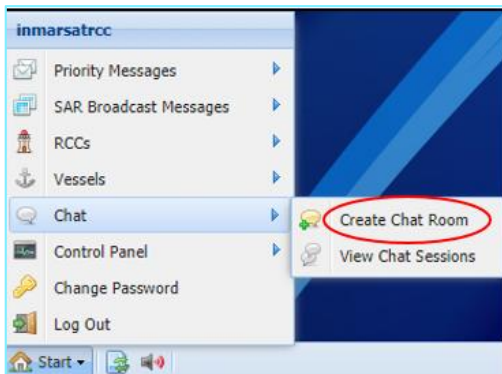 inmarsatrcc
Priority Messages
SAR Broadcast Messages
RCCs
Vessels
Chat
Create Chat Room
Control Panel
View Chat Sessions
Change Password
Log Out
Start